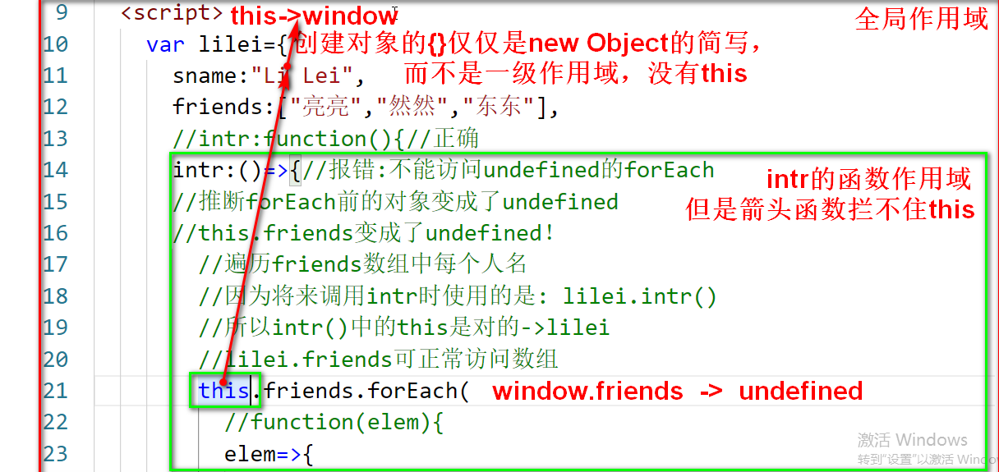 9 <script> this->window 全局作用域
10 var lilei={ 创建对象的{}仅仅是new Object的简写，
11 sname:"Li Lei", 而不是一级作用域，没有this
12 friends:["亮亮","然然","东东"],
13 //intr:function(){//正确
14 intr:()=>{//报错:不能访问undefined的forEach
intr的函数作用域
15 //推断forEach前的对象变成了undefined
但是箭头函数拦不住this
16 //this.friends变成了undefined！
17 //遍历friends数组中每个人名
18 //因为将来调用intr时使用的是: lilei.intr()
19 //所以intr()中的this是对的->lilei
20 //lilei.friends可正常访问数组
21 this.friends.forEach( window.friends -> undefined
22 //function(elem){
23 elem=>{
激活 Windows
转到"设置"以激活 Windo